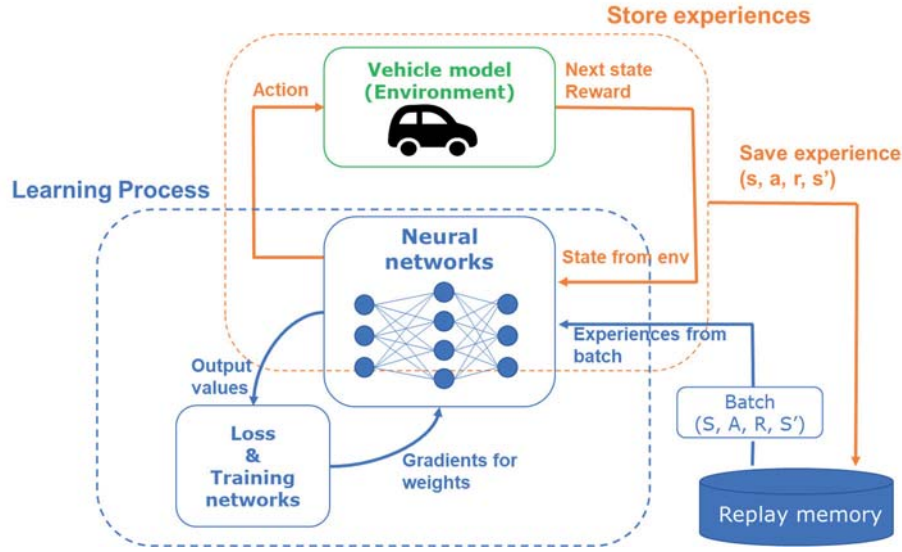 Store experiences
Vehicle model
(Environment)
Action
Next state
Reward
Save experience
(s, a, r, s’)
Learning Process
Neural
networks
State from env
Experiences from
batch
Output
values
Batch
(S, A, R, S’)
Loss
&
Training
networks
Gradients for
weights
Replay memory